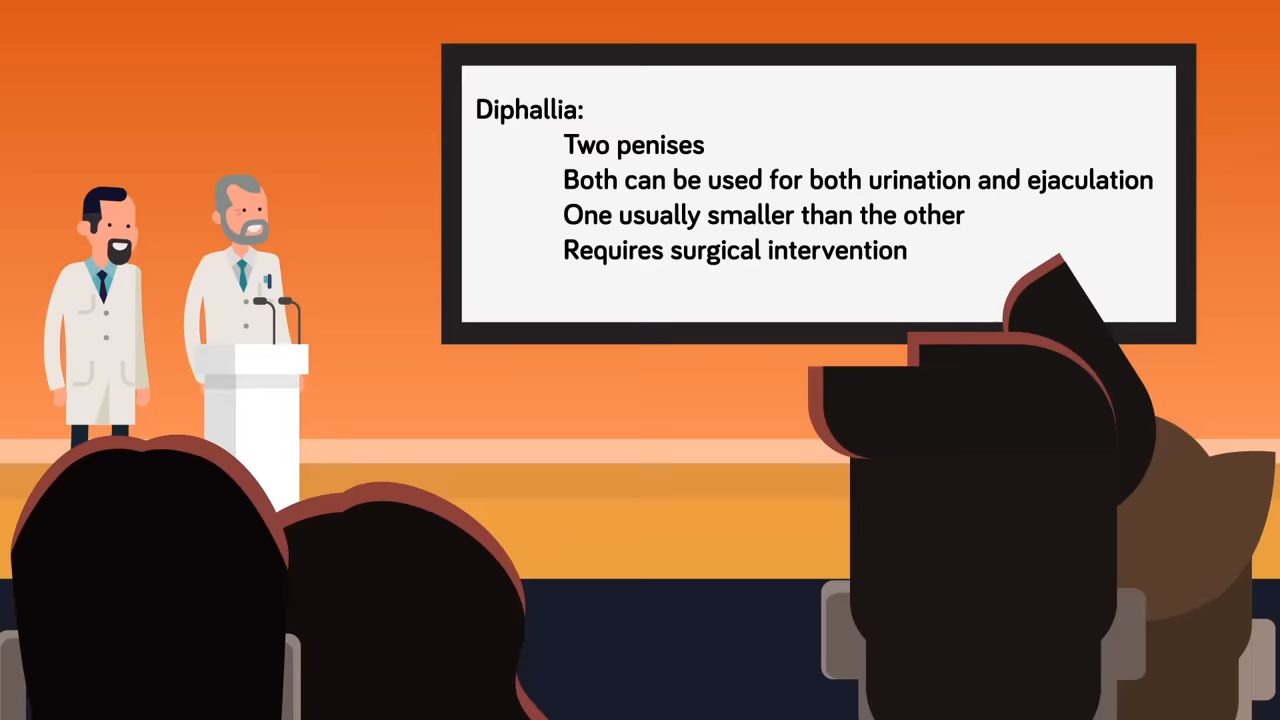 Diphallia:
Two penises
Both can be used for both urination and ejaculation
One usually smaller than the other
Requires surgical intervention